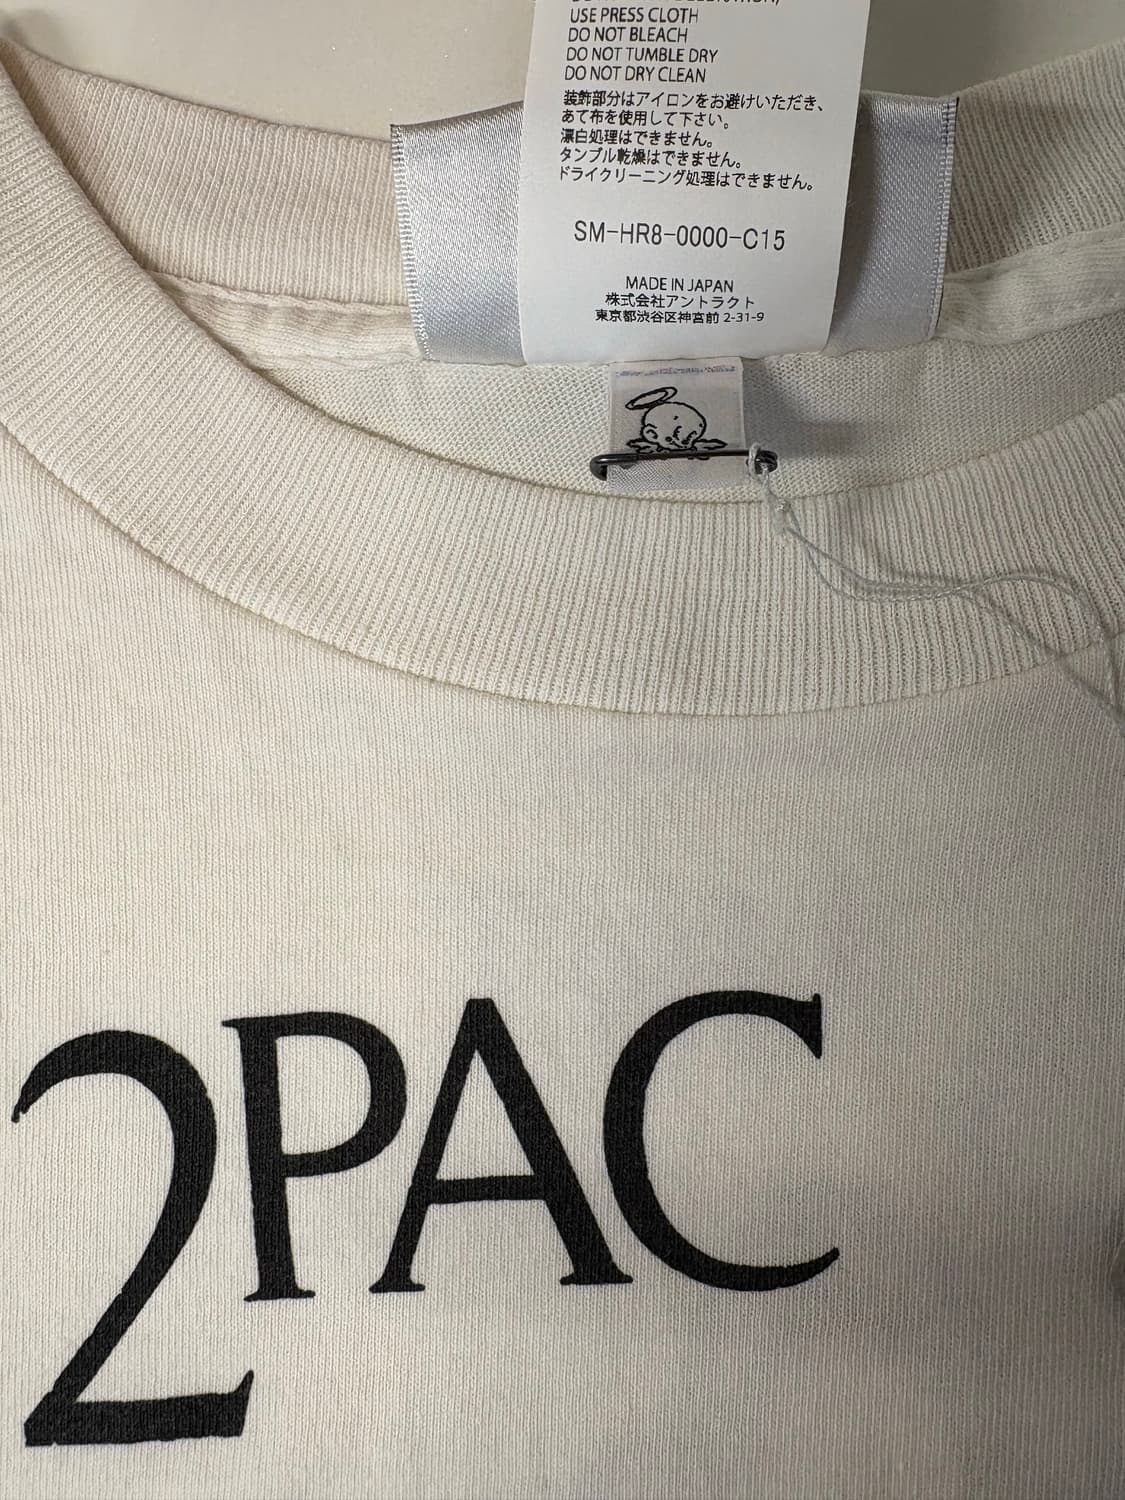 USE PRESS CLOTH
DO NOT BLEACH
DO NOT TUMBLE DRY
DO NOT DRY CLEAN
装飾部分はアイロンをお避けいただき、
あて布を使用して下さい。
漂白処理はできません。
タンブル乾燥はできません。
ドライクリーニング処理はできません。
SM-HR8-0000-C15
MADE IN JAPAN
株式会社アントラクト
東京都渋谷区神宮前 2-31-9
2PAC